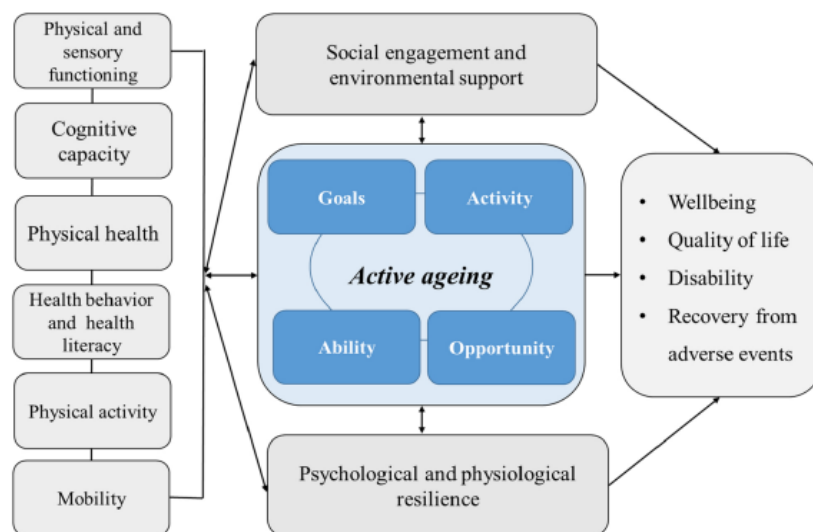 Physical and
sensory
functioning
Cognitive
capacity
Physical health
Health behavior
and health
literacy
Physical activity
Mobility
Social engagement and
environmental support
Goals
Activity
Active ageing
Ability
Opportunity
Psychological and physiological
resilience
• Wellbeing
• Quality of life
• Disability
• Recovery from
adverse events